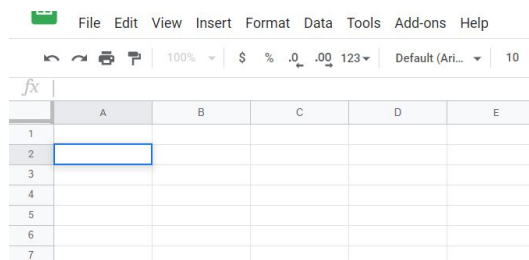 File Edit View Insert Format Data Tools Add-ons Help
100% $ % .0 .00 123 Default (Ari... 10
fx
A B C D E
1
2
3
4
5
6
7